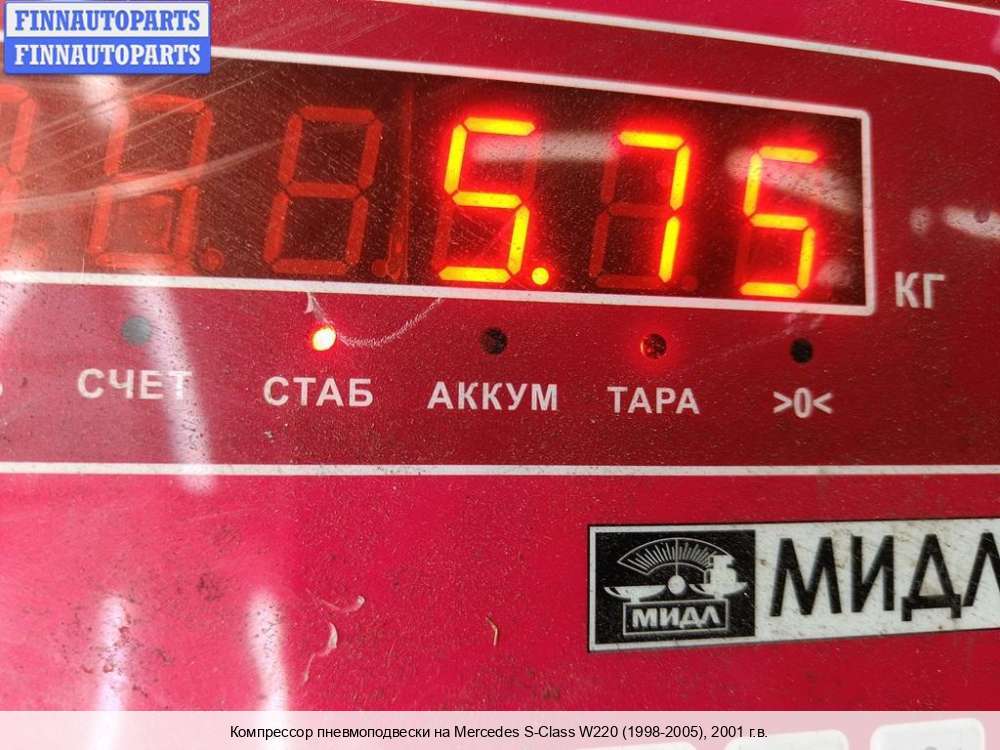 FINNAUTOPARTS
FINNAUTOPARTS
5.75
КГ
СЧЕТ СТАБ АККУМ ТАРА >0<
МИДЛ МИДЛ
Компрессор пневмоподвески на Mercedes S-Class W220 (1998-2005), 2001 г.в.